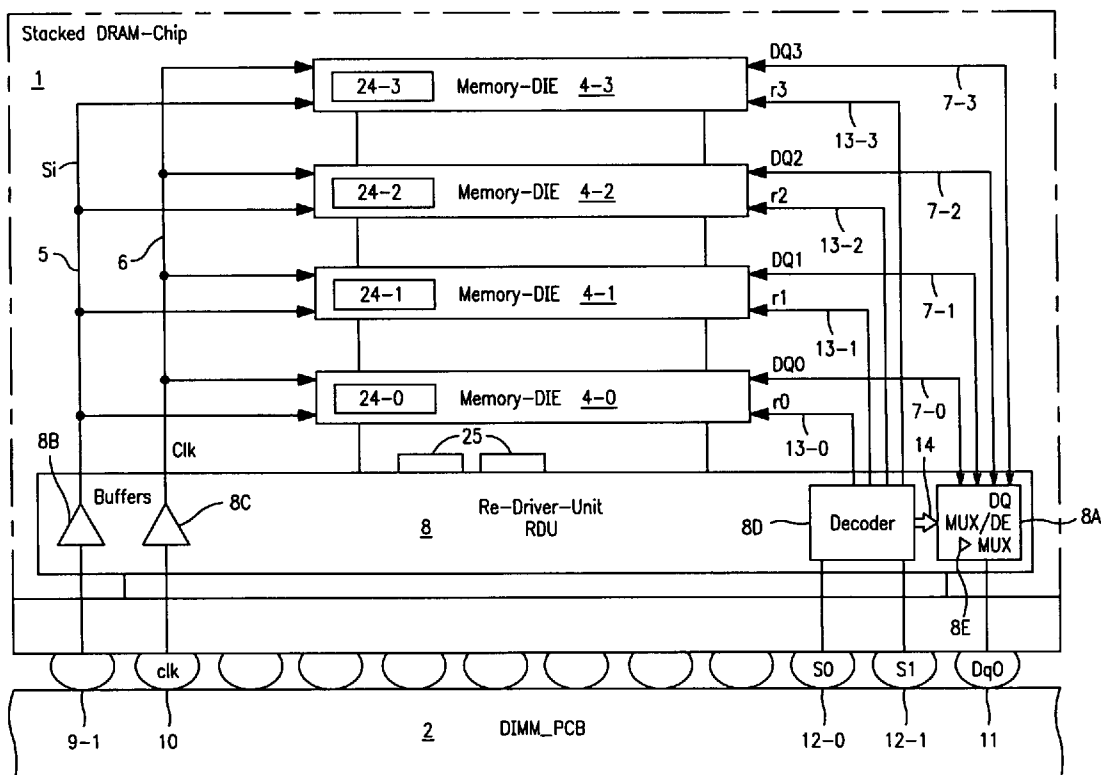 Stacked DRAM-Chip
1
24-3 Memory-DIE 4-3
DQ3
7-3
r3
13-3
Si
24-2 Memory-DIE 4-2
DQ2
7-2
r2
13-2
5
6
24-1 Memory-DIE 4-1
DQ1
7-1
r1
13-1
24-0 Memory-DIE 4-0
DQ0
7-0
r0
13-0
8B
Clk
25
14
Buffers
8C
Re-Driver-Unit
RDU
8
8D
Decoder
DQ
MUX/DE
MUX
8A
8E
clk
S0
S1
Dq0
9-1
10
2
DIMM_PCB
12-0
12-1
11